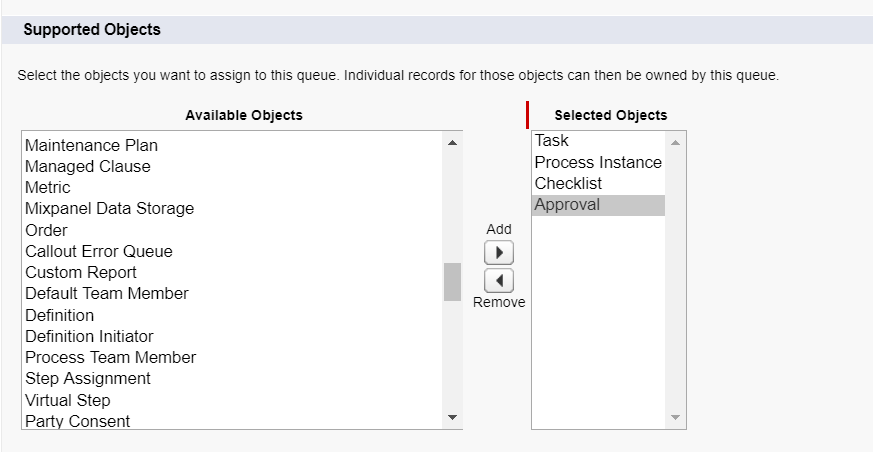 Supported Objects
Select the objects you want to assign to this queue. Individual records for those objects can then be owned by this queue.
Available Objects
Maintenance Plan
Managed Clause
Metric
Mixpanel Data Storage
Order
Callout Error Queue
Custom Report
Default Team Member
Definition
Definition Initiator
Process Team Member
Step Assignment
Virtual Step
Party Consent
Add
Remove
Selected Objects
Task
Process Instance
Checklist
Approval